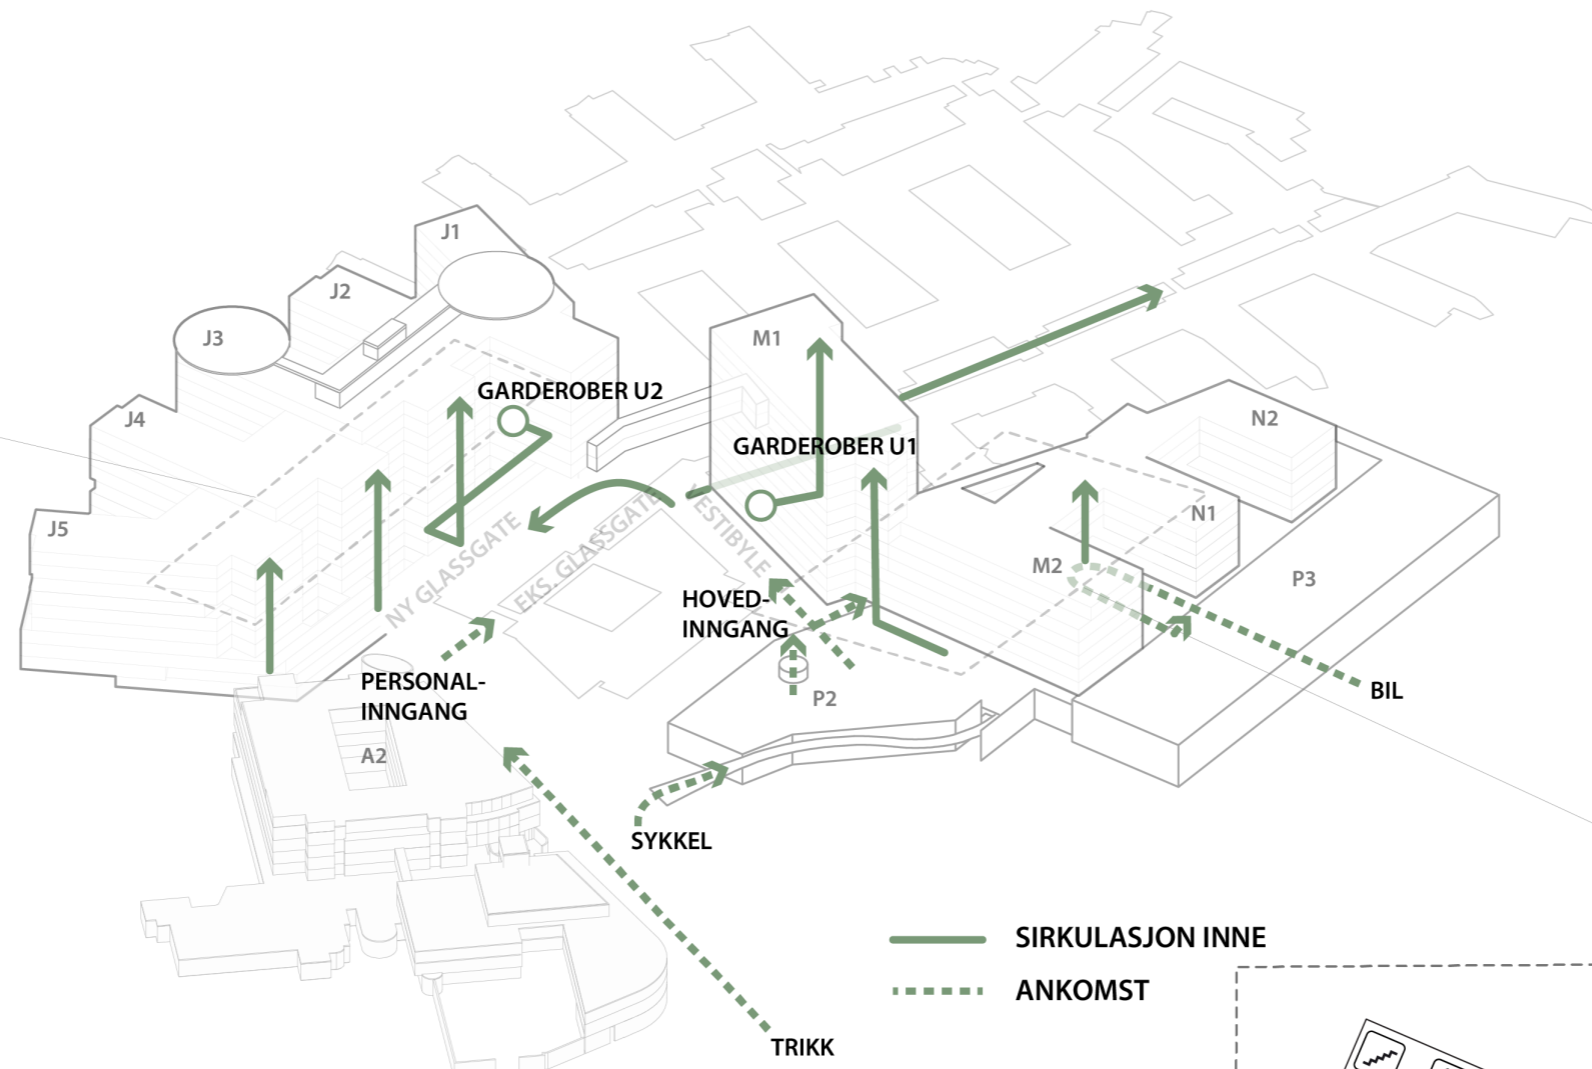 J1
J2
J3
M1
GARDEROBER U2
J4
N2
GARDEROBER U1
J5
N1
NY GLASSGATE
EKS. GLASSGATE
VESTIBYLE
M2
P3
HOVED-
INNGANG
PERSONAL-
INNGANG
P2
BIL
A2
SYKKEL
SIRKULASJON INNE
ANKOMST
TRIKK